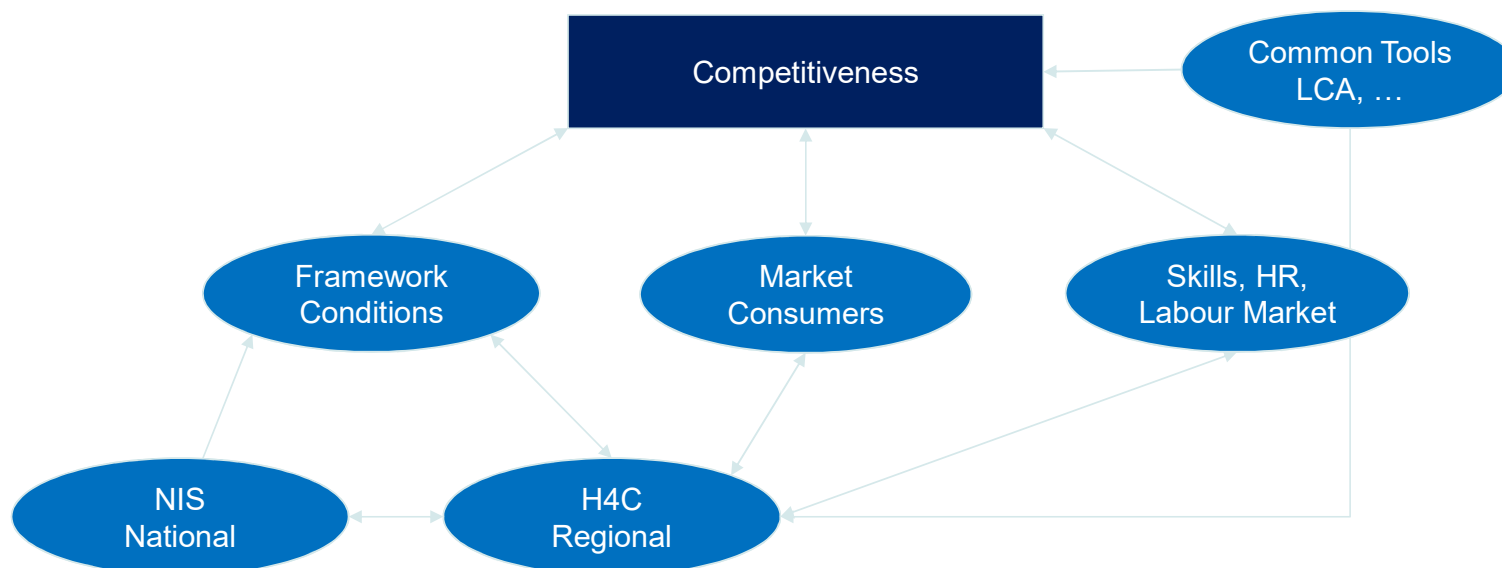 Competitiveness
Common Tools
LCA, …
Framework
Conditions
Market
Consumers
Skills, HR,
Labour Market
NIS
National
H4C
Regional